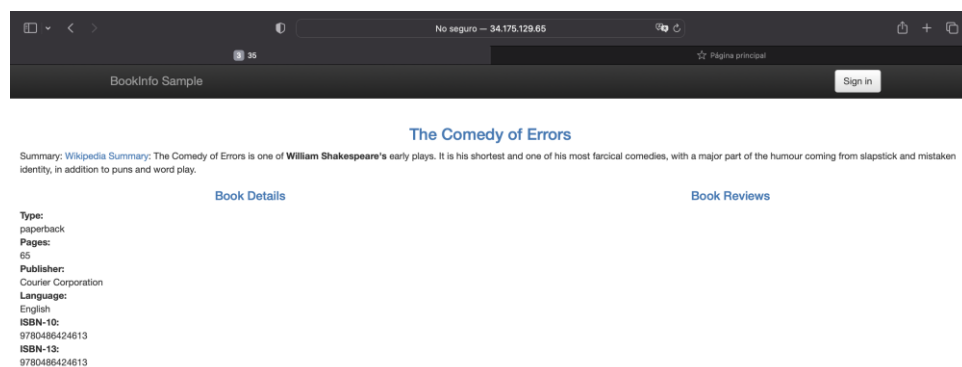 No seguro — 34.175.129.65
3 35
Página principal
BookInfo Sample
Sign in
The Comedy of Errors
Summary: Wikipedia Summary: The Comedy of Errors is one of William Shakespeare's early plays. It is his shortest and one of his most farcical comedies, with a major part of the humour coming from slapstick and mistaken
identity, in addition to puns and word play.
Book Details
Book Reviews
Type:
paperback
Pages:
65
Publisher:
Courier Corporation
Language:
English
ISBN-10:
9780486424613
ISBN-13:
9780486424613